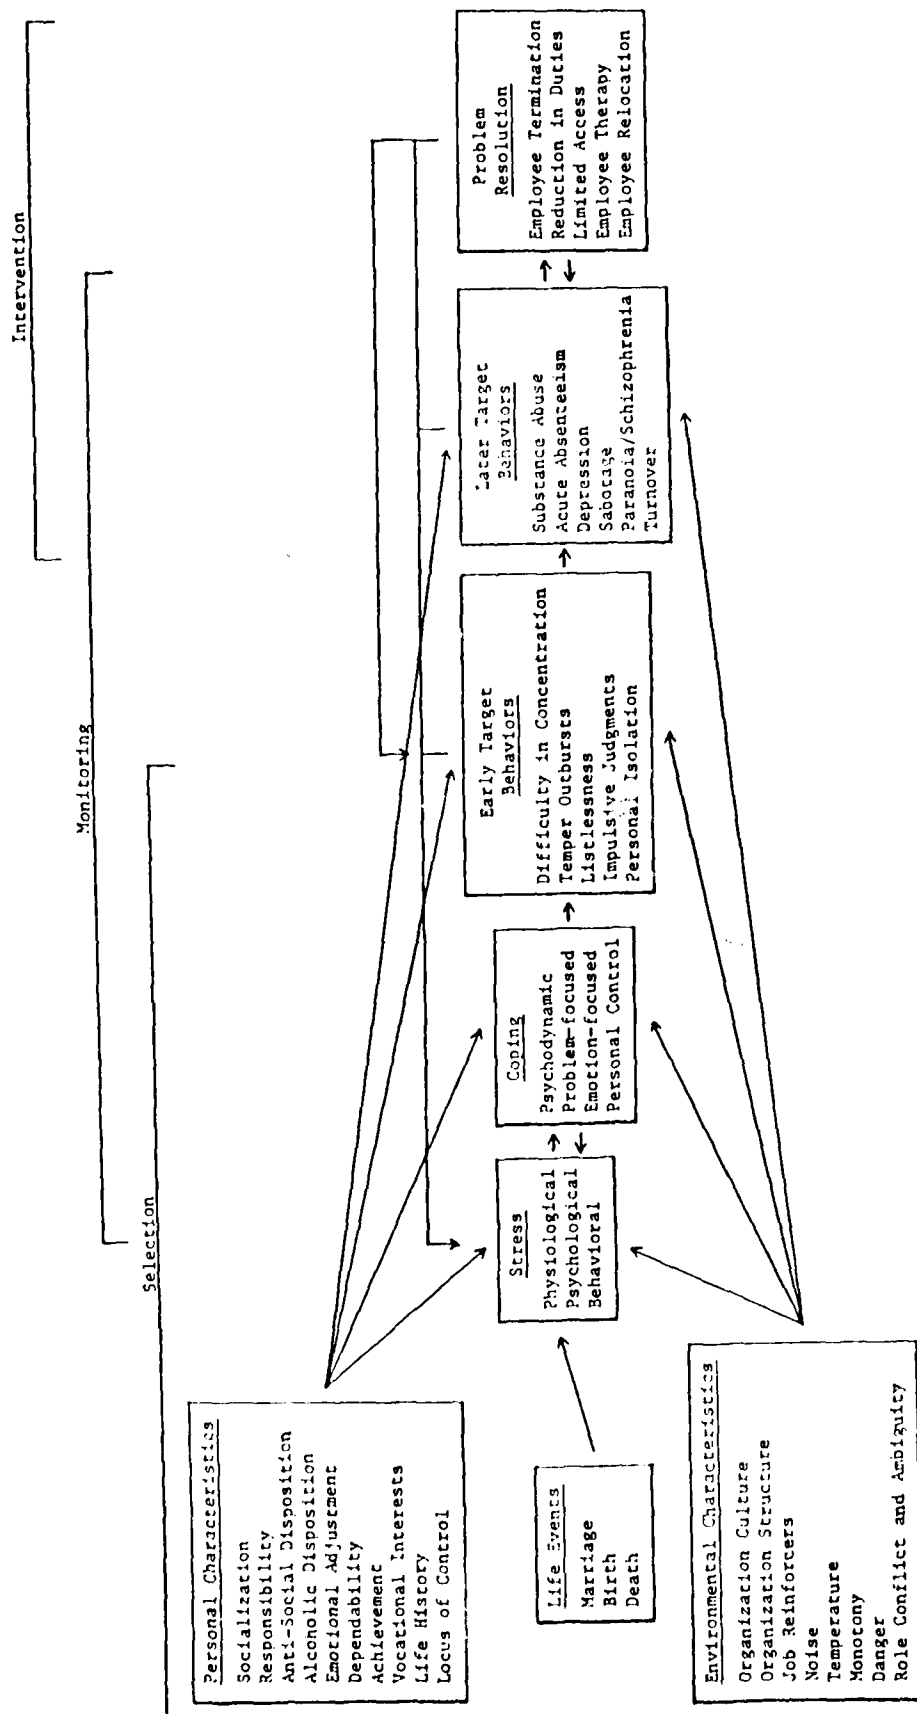 Selection
Monitoring
Intervention
Personal Characteristics
Socialization
Responsibility
Anti-Social Disposition
Alcoholic Disposition
Emotional Adjustment
Dependability
Achievement
Vocational Interests
Life History
Locus of Control
Life Events
Marriage
Birth
Death
Environmental Characteristics
Organization Culture
Organization Structure
Job Reinforcers
Noise
Temperature
Monotony
Danger
Role Conflict and Ambiguity
Stress
Physiological
Psychological
Behavioral
Coping
Psychodynamic
Problem-focused
Emotion-focused
Personal Control
Early Target
Behaviors
Difficulty in Concentration
Temper Outbursts
Listlessness
Impulsive Judgments
Personal Isolation
Later Target
Behaviors
Substance Abuse
Acute Absenteeism
Depression
Sabotage
Paranoia/Schizophrenia
Turnover
Problem
Resolution
Employee Termination
Reduction in Duties
Limited Access
Employee Therapy
Employee Relocation